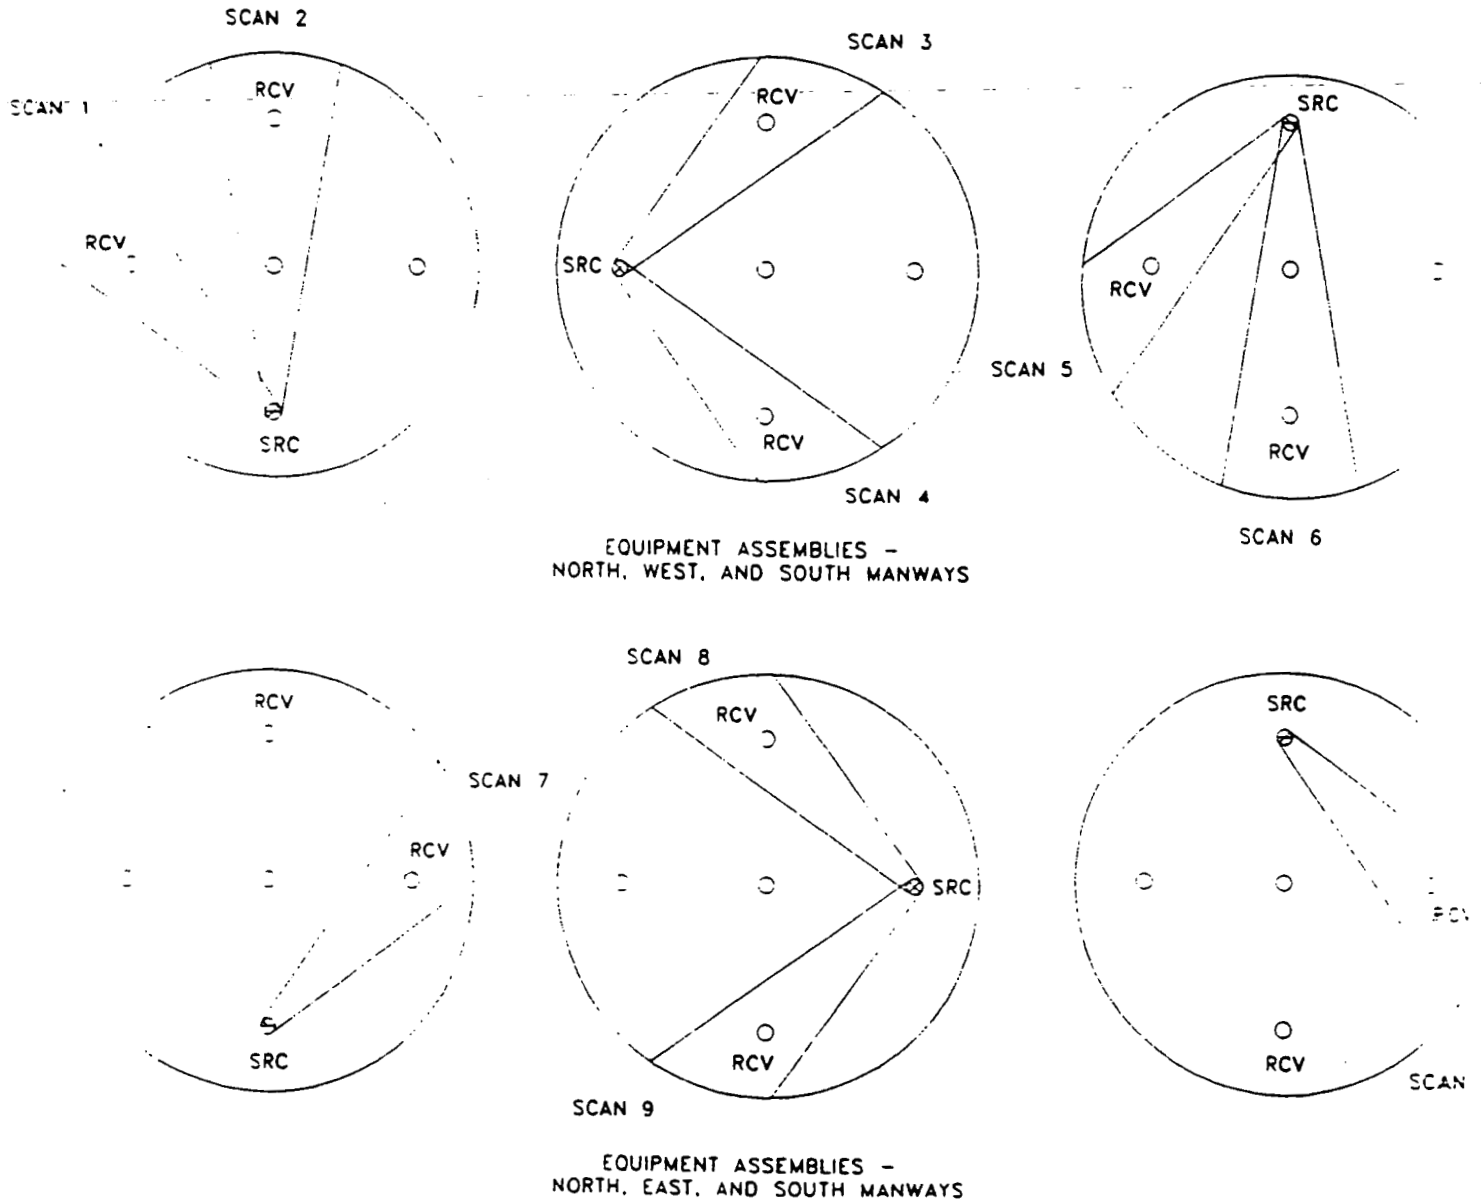 SCAN 2
SCAN 3
RCV
RCV
SRC
SCAN 1
RCV
SRC
RCV
SCAN 5
SRC
RCV
RCV
SCAN 4
SCAN 6
EQUIPMENT ASSEMBLIES -
NORTH, WEST, AND SOUTH MANWAYS
SCAN 8
RCV
RCV
SRC
SCAN 7
RCV
SRC
RCV
SRC
RCV
RCV
SCAN
SCAN 9
EQUIPMENT ASSEMBLIES -
NORTH, EAST, AND SOUTH MANWAYS